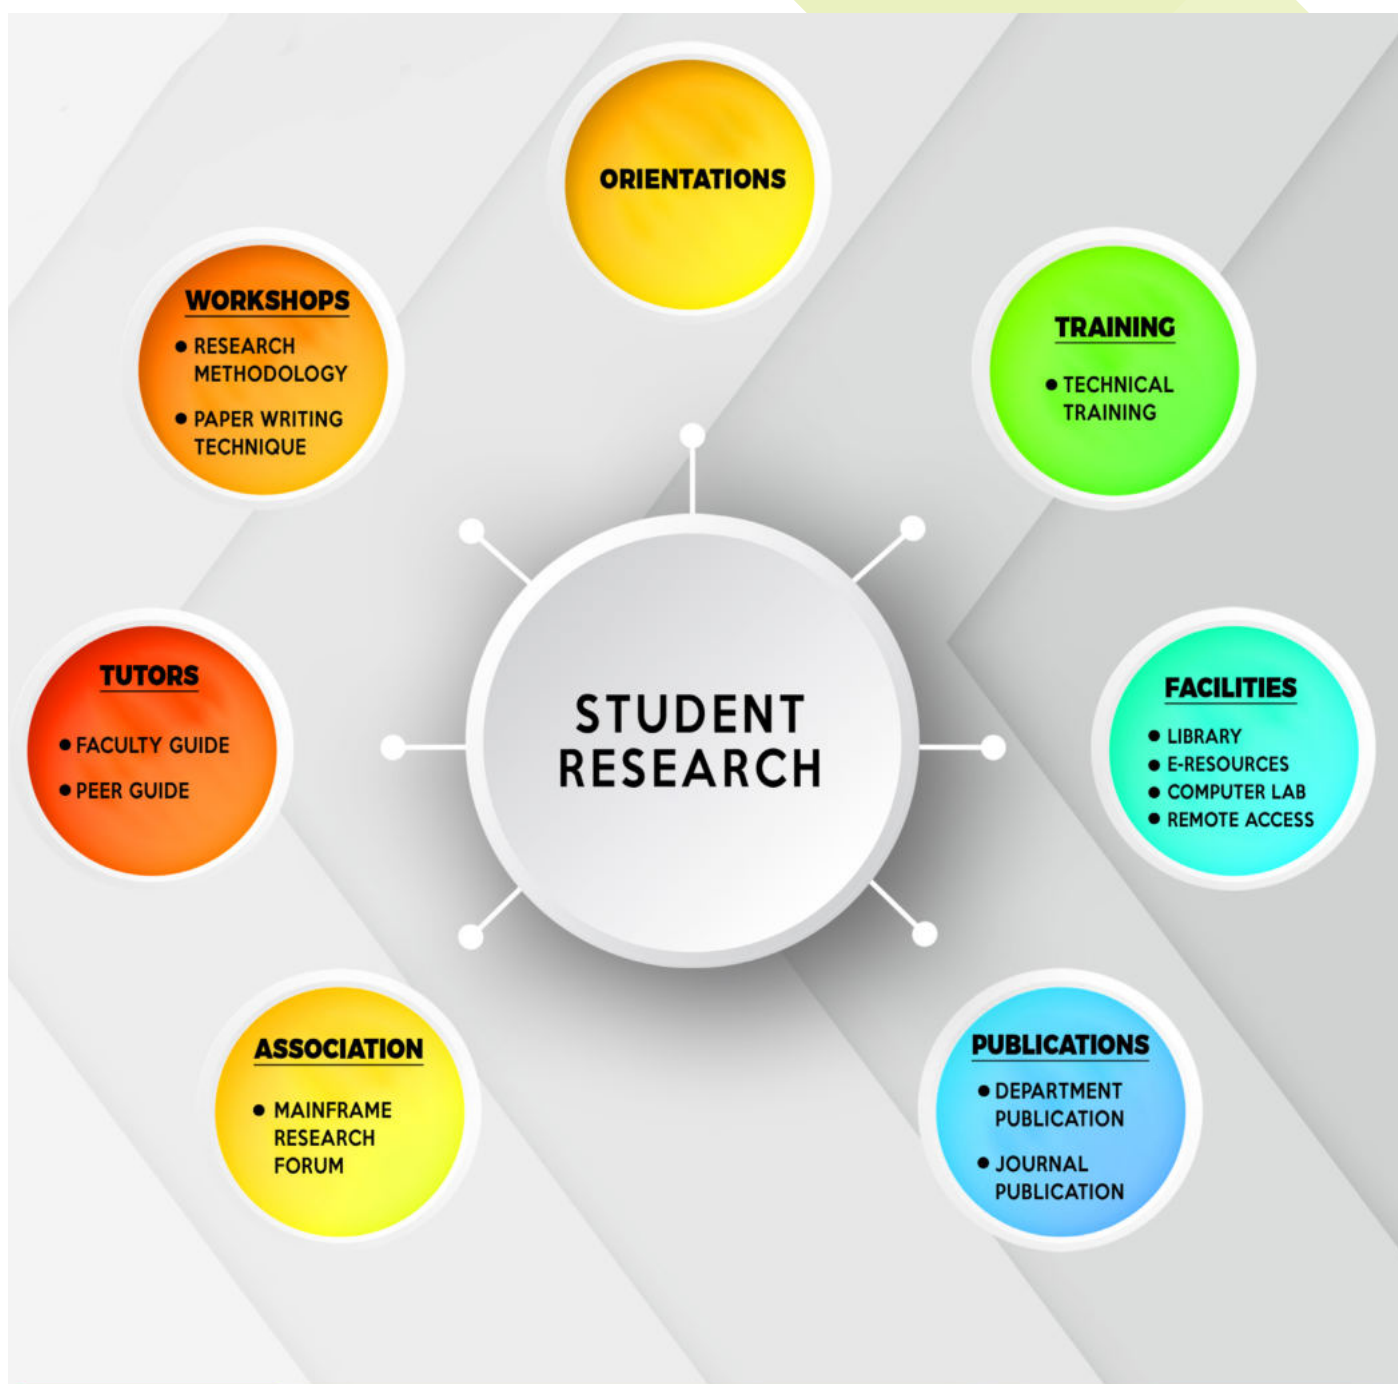 ORIENTATIONS
WORKSHOPS
● RESEARCH
METHODOLOGY
● PAPER WRITING
TECHNIQUE
TRAINING
● TECHNICAL
TRAINING
TUTORS
● FACULTY GUIDE
● PEER GUIDE
STUDENT
RESEARCH
FACILITIES
● LIBRARY
● E-RESOURCES
● COMPUTER LAB
● REMOTE ACCESS
ASSOCIATION
● MAINFRAME
RESEARCH
FORUM
PUBLICATIONS
● DEPARTMENT
PUBLICATION
● JOURNAL
PUBLICATION